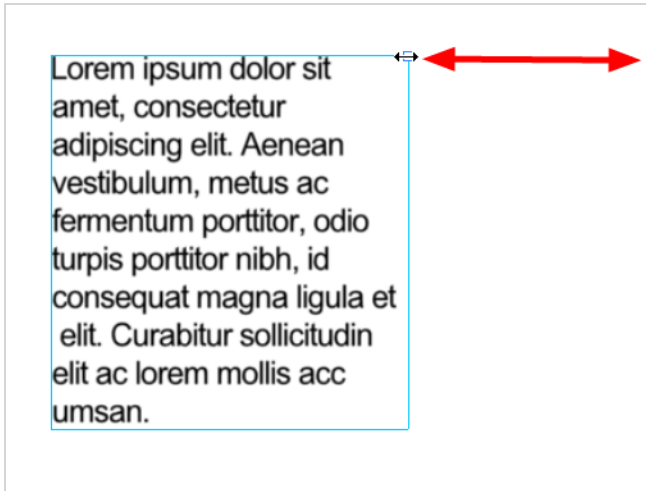 Lorem ipsum dolor sit
amet, consectetur
adipiscing elit. Aenean
vestibulum, metus ac
fermentum porttitor, odio
turpis porttitor nibh, id
consequat magna ligula et
elit. Curabitur sollicitudin
elit ac lorem mollis acc
umsan.